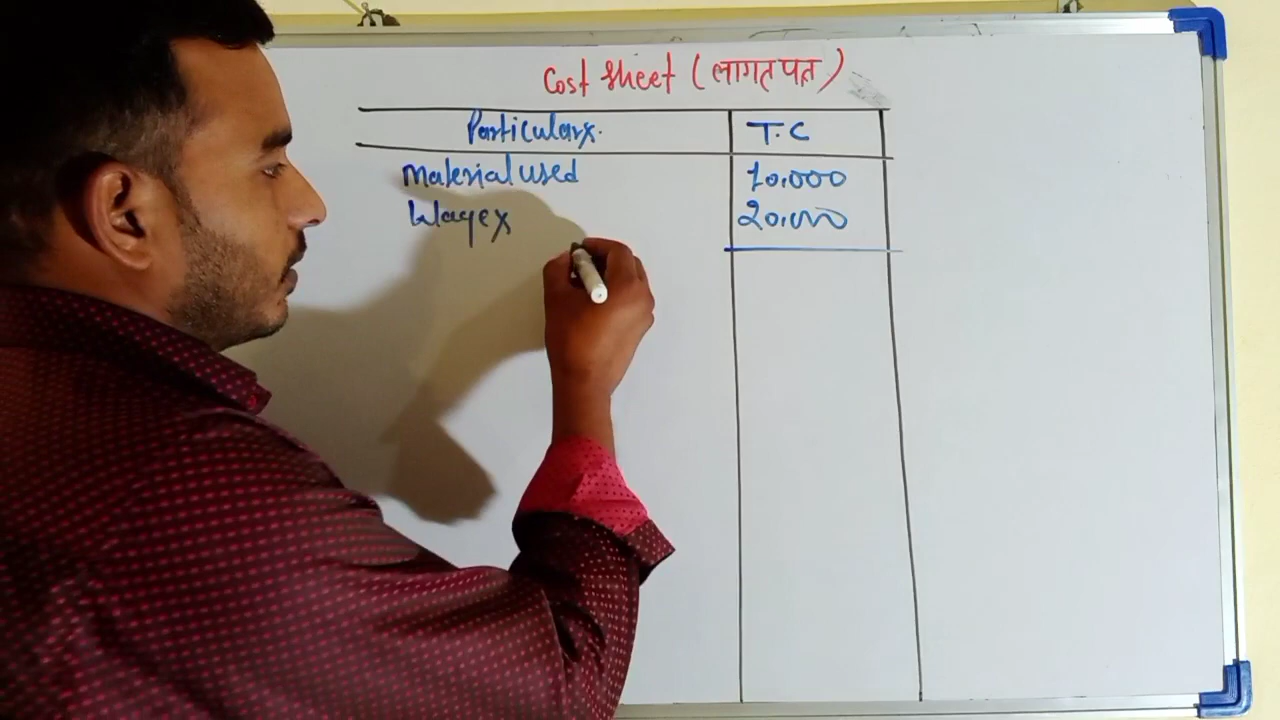 Cost Sheet (लागत पत्र)
Particulars. T.C
Material used 10,000
Wages 20,000